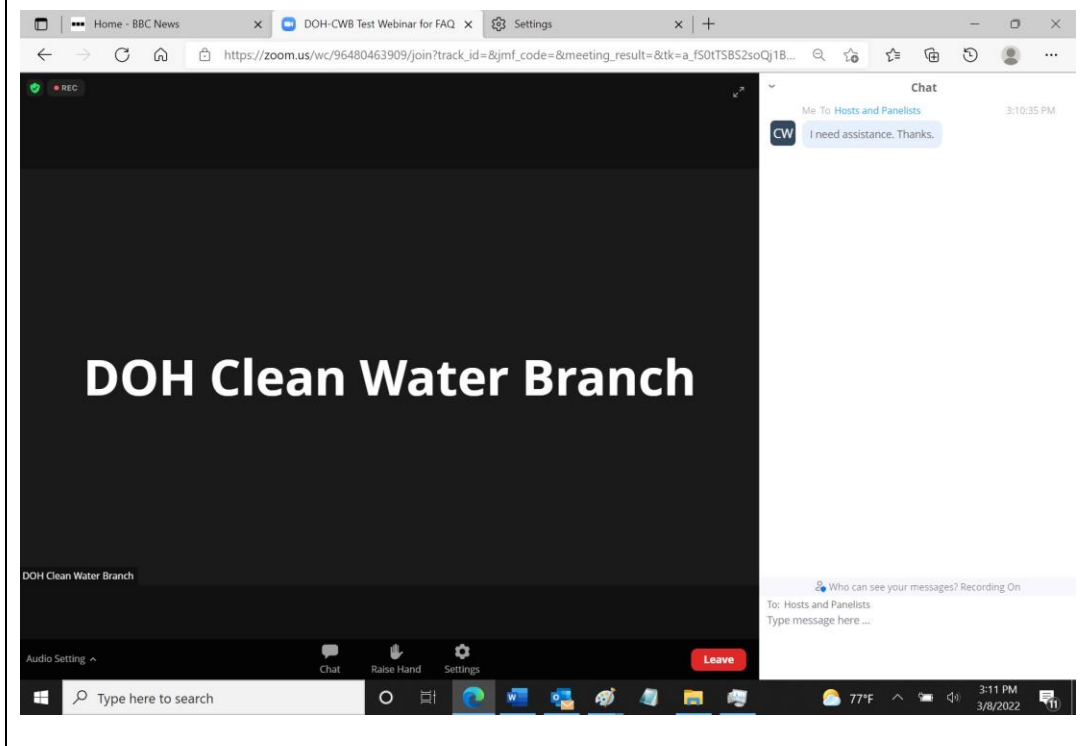 Home - BBC News
DOH-CWB Test Webinar for FAQ
Settings
https://zoom.us/wc/96480463909/join?track_id=&jmf_code=&meeting_result=&tk=a_fS0tTSBS2soQj1B...
REC
Chat
Me To Hosts and Panelists 3:10:35 PM
CW
I need assistance. Thanks.
DOH Clean Water Branch
DOH Clean Water Branch
Who can see your messages? Recording On
To: Hosts and Panelists
Type message here ...
Audio Setting
Chat
Raise Hand
Settings
Leave
Type here to search
77°F
3:11 PM
3/8/2022
11